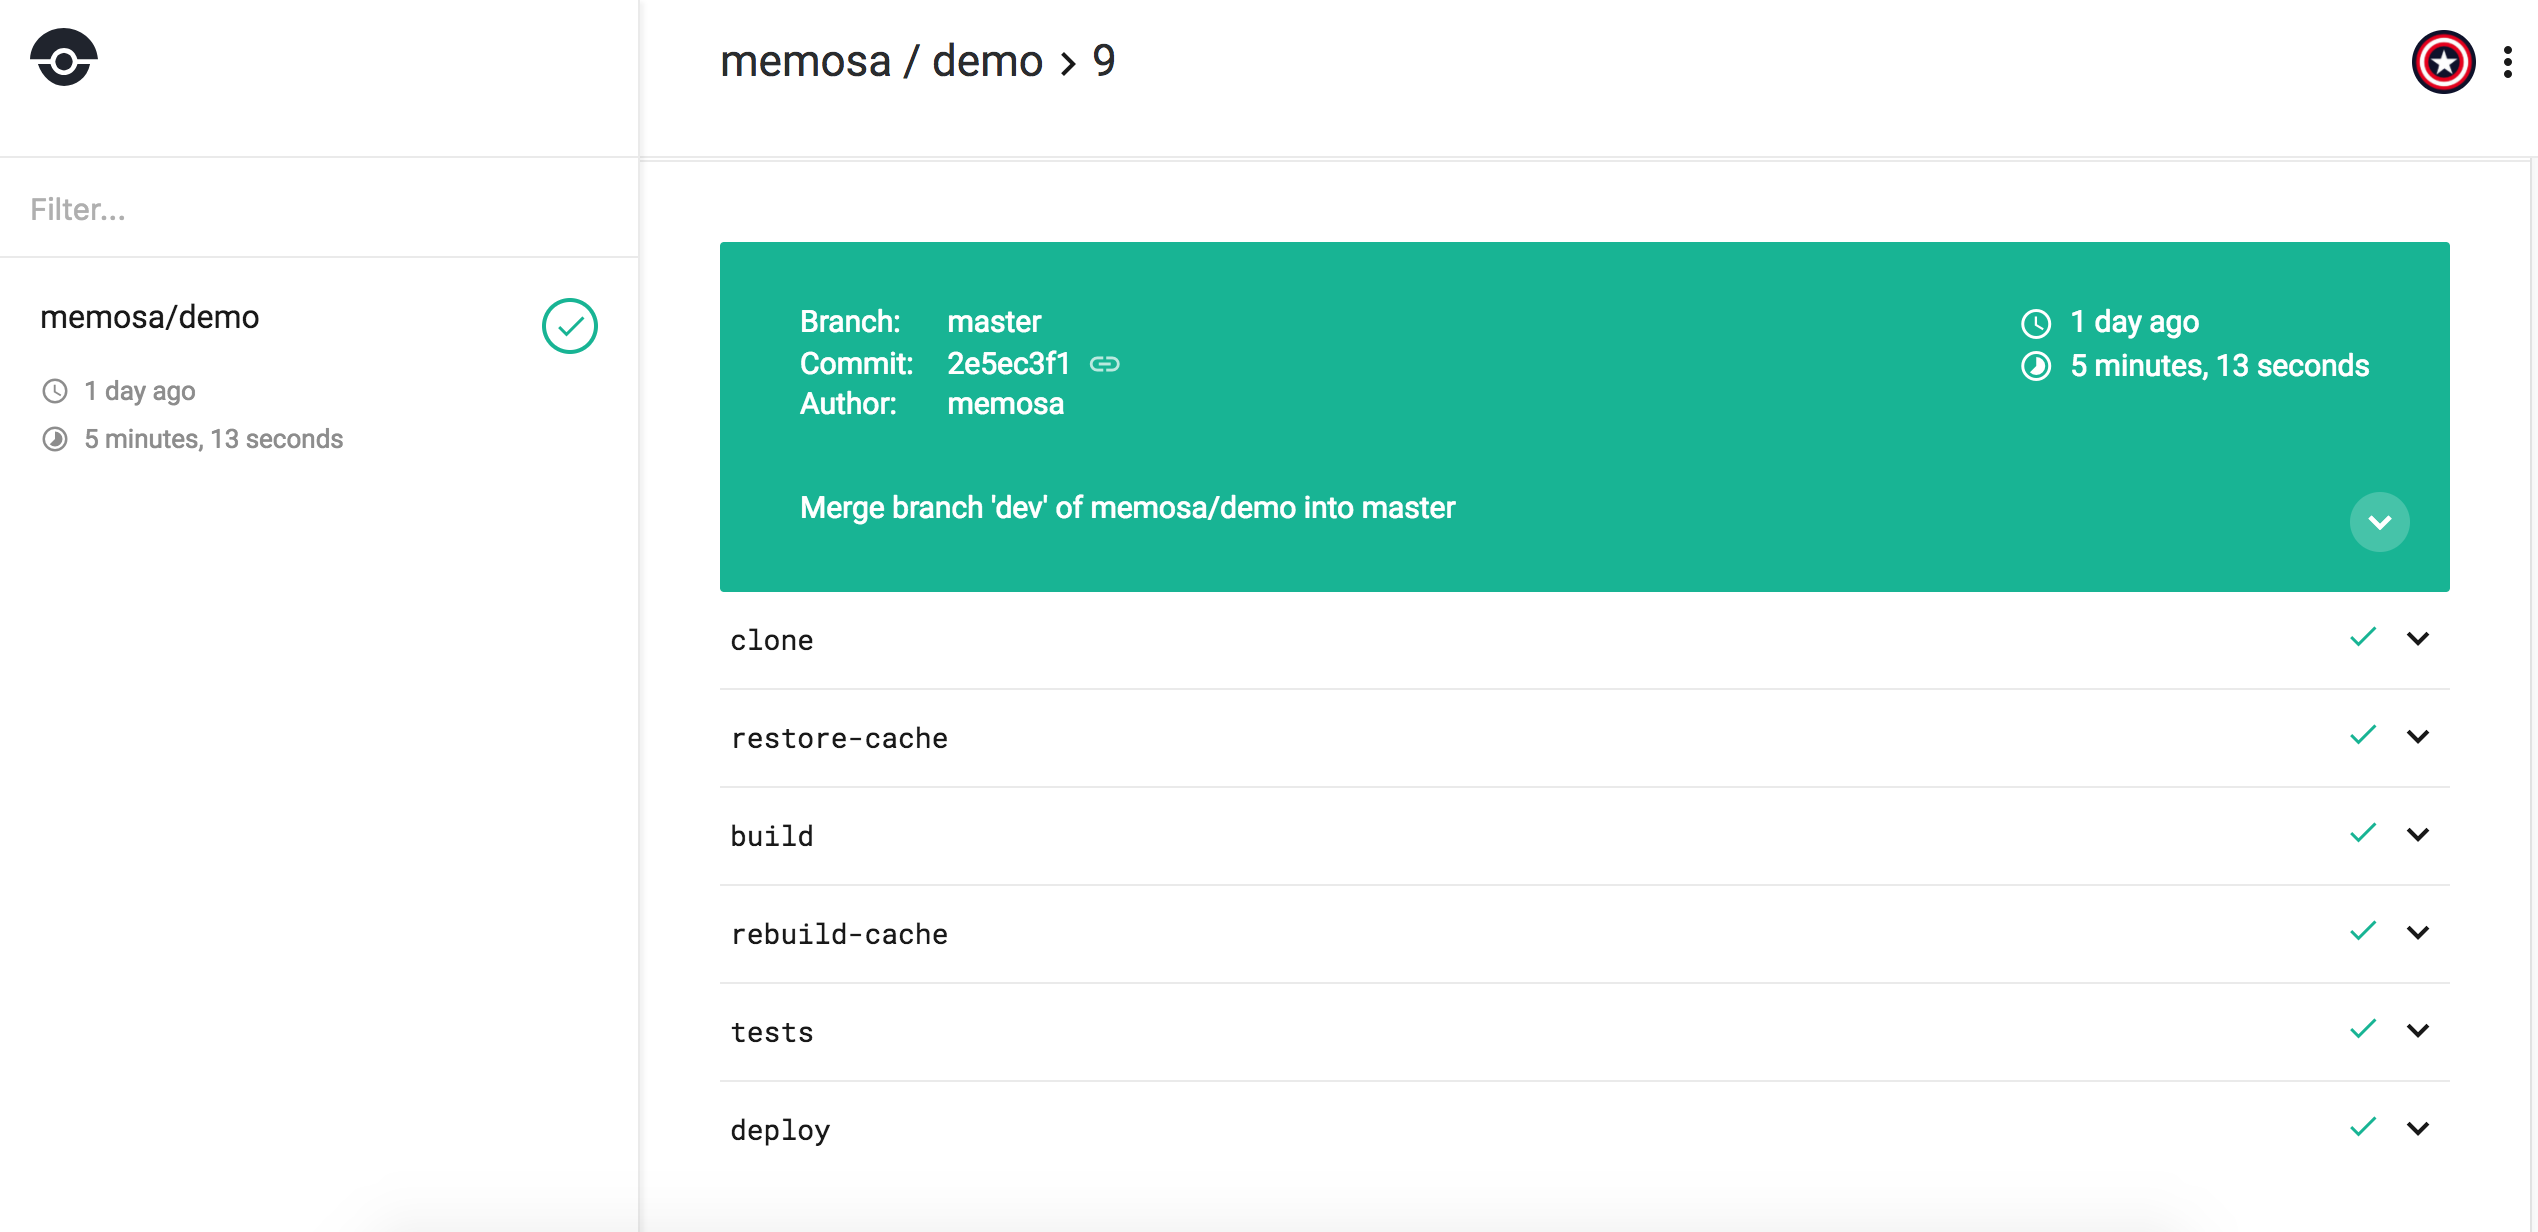 memosa / demo > 9
Filter...
memosa/demo
1 day ago
5 minutes, 13 seconds
Branch: master
Commit: 2e5ec3f1
Author: memosa
1 day ago
5 minutes, 13 seconds
Merge branch 'dev' of memosa/demo into master
clone
restore-cache
build
rebuild-cache
tests
deploy